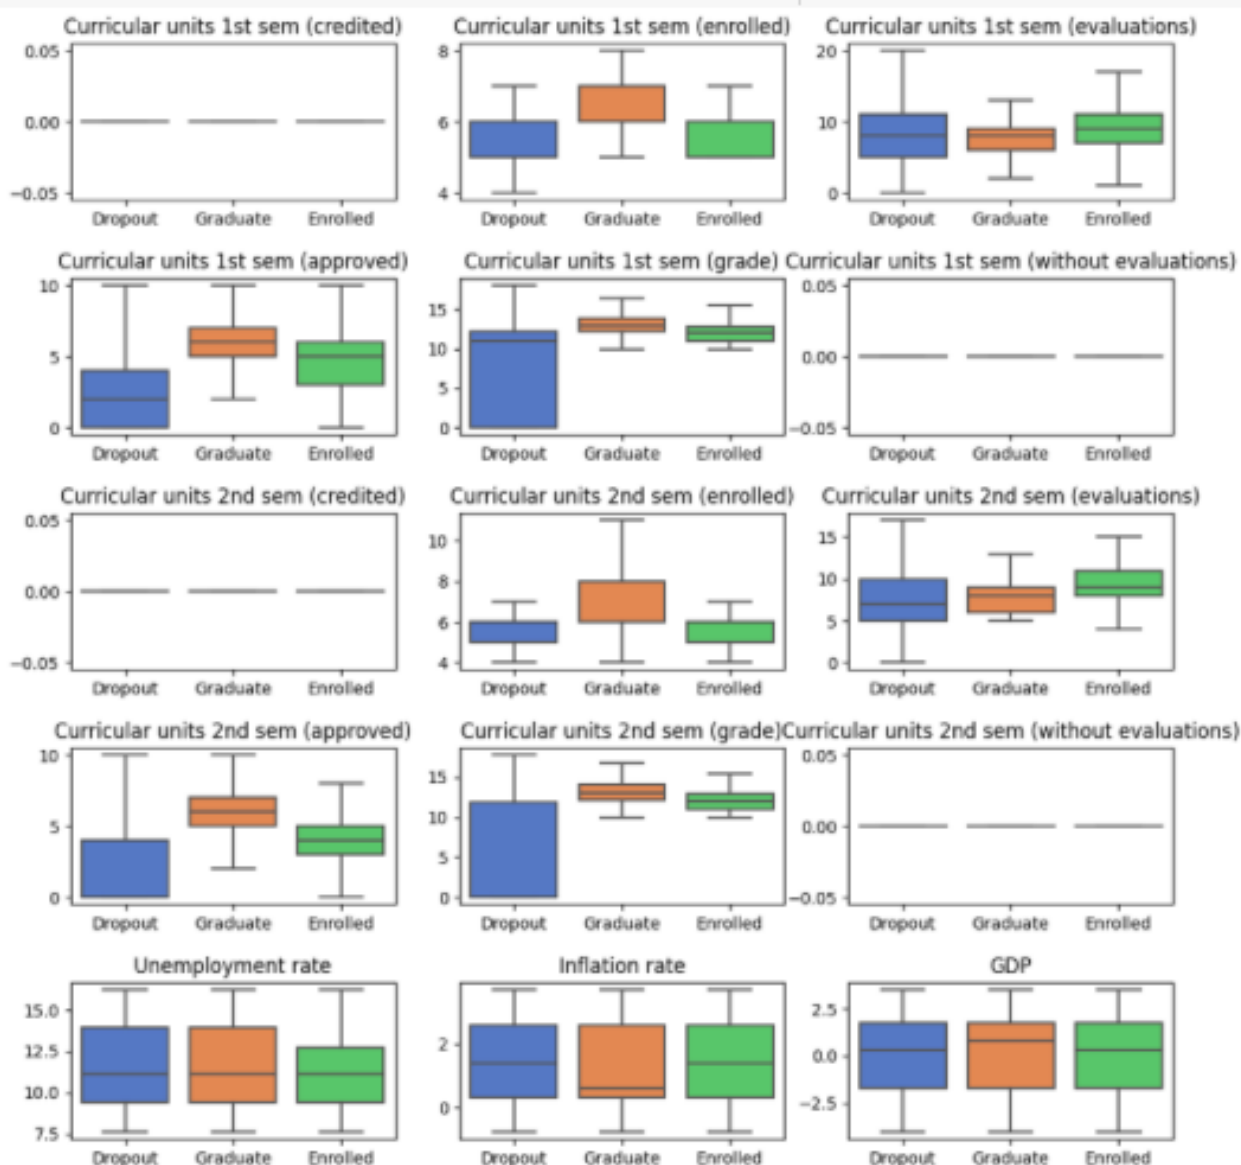 Curricular units 1st sem (credited)
0.05
0.00
−0.05
Dropout Graduate Enrolled
Curricular units 1st sem (enrolled)
8
6
4
Dropout Graduate Enrolled
Curricular units 1st sem (evaluations)
20
10
0
Dropout Graduate Enrolled
Curricular units 1st sem (approved)
10
5
0
Dropout Graduate Enrolled
Curricular units 1st sem (grade)
15
10
5
0
Dropout Graduate Enrolled
Curricular units 1st sem (without evaluations)
0.05
0.00
−0.05
Dropout Graduate Enrolled
Curricular units 2nd sem (credited)
0.05
0.00
−0.05
Dropout Graduate Enrolled
Curricular units 2nd sem (enrolled)
10
8
6
4
Dropout Graduate Enrolled
Curricular units 2nd sem (evaluations)
15
10
5
0
Dropout Graduate Enrolled
Curricular units 2nd sem (approved)
10
5
0
Dropout Graduate Enrolled
Curricular units 2nd sem (grade)
15
10
5
0
Dropout Graduate Enrolled
Curricular units 2nd sem (without evaluations)
0.05
0.00
−0.05
Dropout Graduate Enrolled
Unemployment rate
15.0
12.5
10.0
7.5
Dropout Graduate Enrolled
Inflation rate
2
0
Dropout Graduate Enrolled
GDP
2.5
0.0
−2.5
Dropout Graduate Enrolled